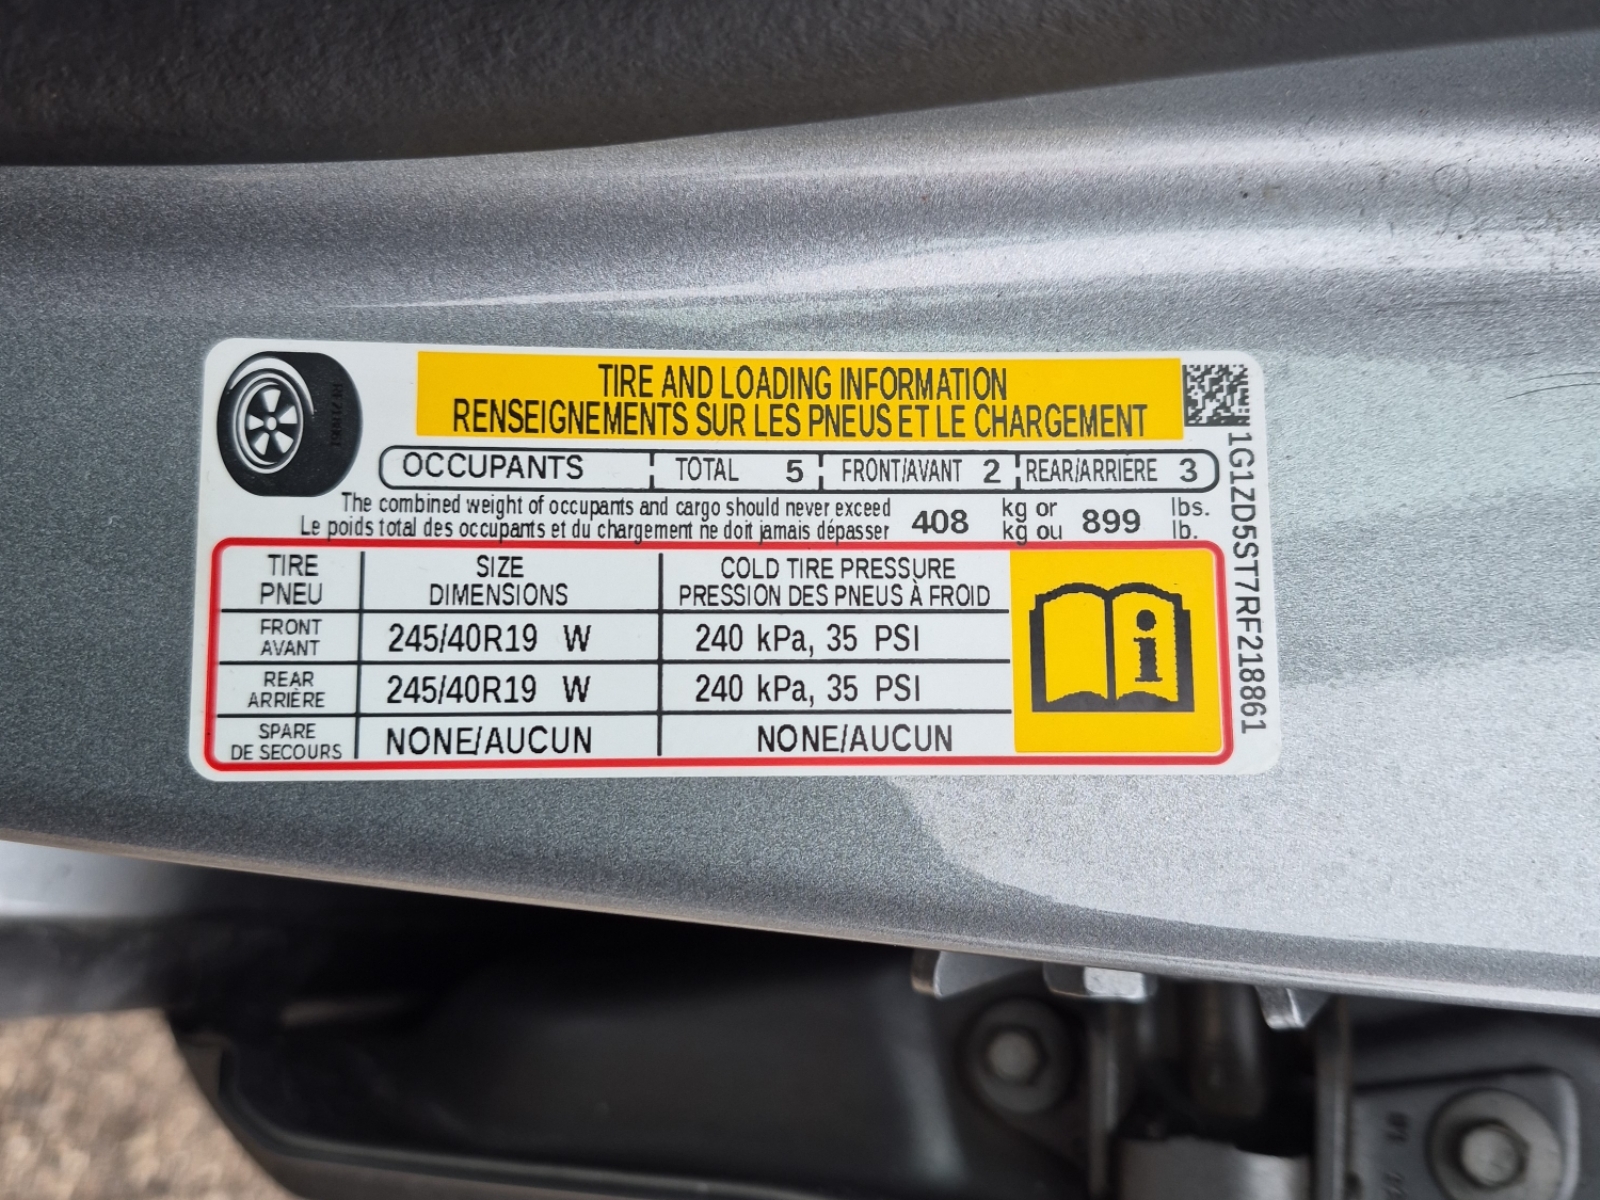 TIRE AND LOADING INFORMATION
RENSEIGNEMENTS SUR LES PNEUS ET LE CHARGEMENT
OCCUPANTS TOTAL 5 FRONT/AVANT 2 REAR/ARRIÈRE 3
The combined weight of occupants and cargo should never exceed 408 kg or 899 lbs.
Le poids total des occupants et du chargement ne doit jamais dépasser kg ou lb.
TIRE SIZE COLD TIRE PRESSURE
PNEU DIMENSIONS PRESSION DES PNEUS À FROID
FRONT
AVANT 245/40R19 W 240 kPa, 35 PSI
REAR
ARRIÈRE 245/40R19 W 240 kPa, 35 PSI
SPARE
DE SECOURS NONE/AUCUN NONE/AUCUN
1G1ZD5ST7RF218861